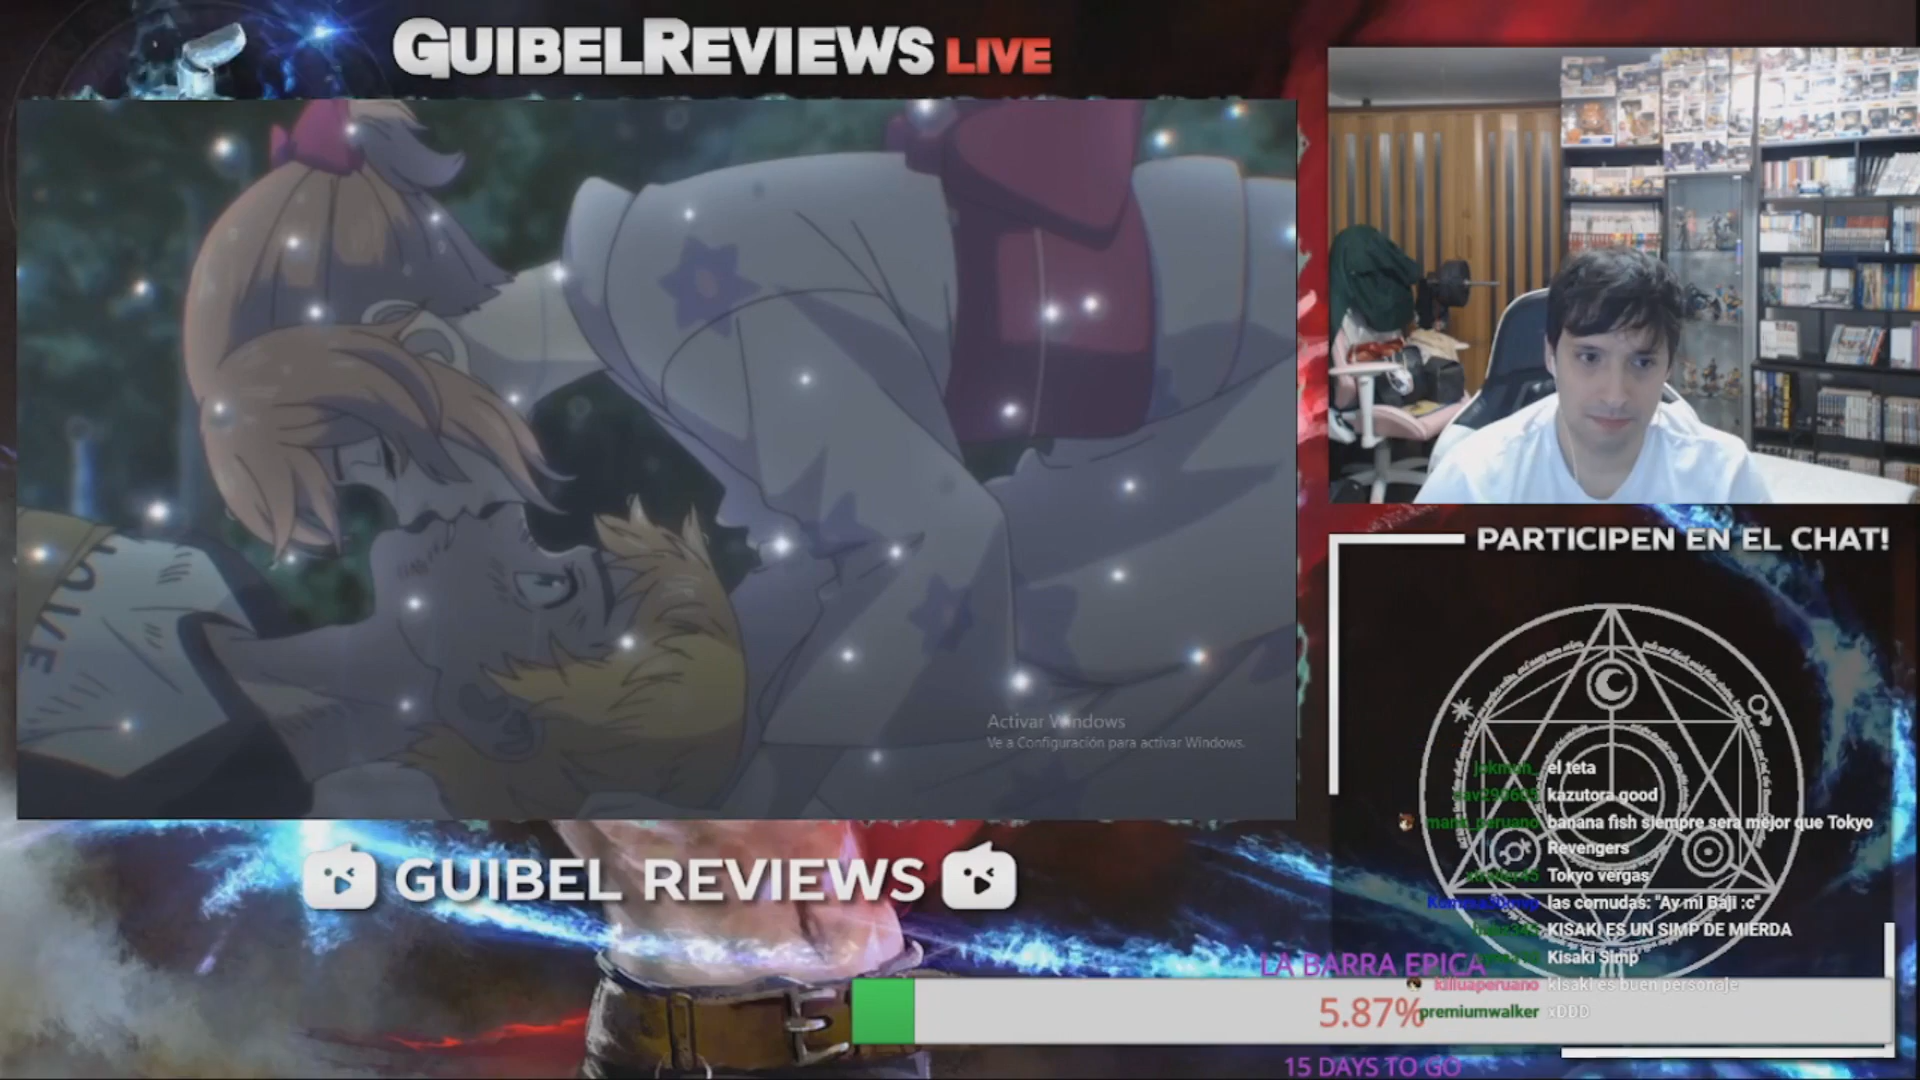 GUIBELREVIEWS LIVE
LOVE
Activar Windows
Ve a Configuración para activar Windows.
GUIBEL REVIEWS
PARTICIPEN EN EL CHAT!
el teta
kazutora good
banana fish siempre sera mejor que Tokyo
Revengers
Tokyo vergas
las cornudas: "Ay mi Baji :c"
KISAKI ES UN SIMP DE MIERDA
Kisaki Simp
killuaperuano kisaki es buen personaje
premiumwalker xDDD
LA BARRA EPICA
5.87%
15 DAYS TO GO